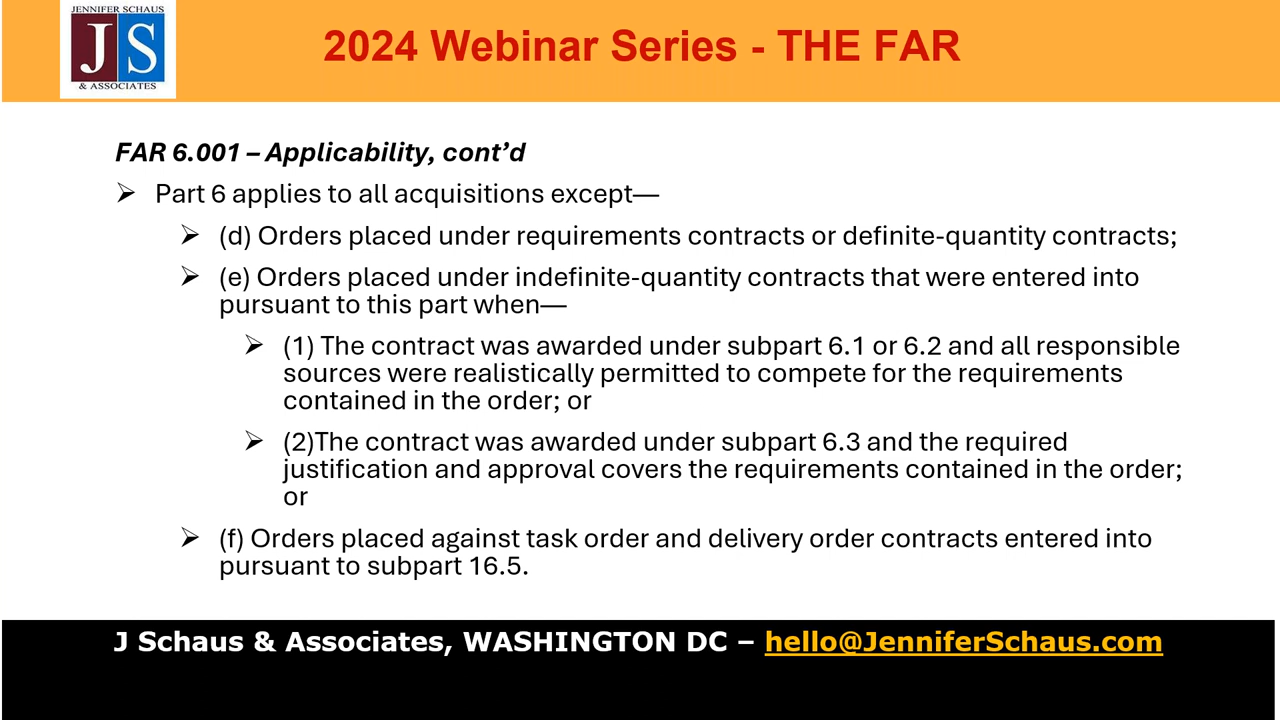 JENNIFER SCHAUS
JS
& ASSOCIATES
2024 Webinar Series - THE FAR
FAR 6.001 – Applicability, cont’d
➢ Part 6 applies to all acquisitions except—
➢ (d) Orders placed under requirements contracts or definite-quantity contracts;
➢ (e) Orders placed under indefinite-quantity contracts that were entered into
pursuant to this part when—
➢ (1) The contract was awarded under subpart 6.1 or 6.2 and all responsible
sources were realistically permitted to compete for the requirements
contained in the order; or
➢ (2)The contract was awarded under subpart 6.3 and the required
justification and approval covers the requirements contained in the order;
or
➢ (f) Orders placed against task order and delivery order contracts entered into
pursuant to subpart 16.5.
J Schaus & Associates, WASHINGTON DC – hello@JenniferSchaus.com